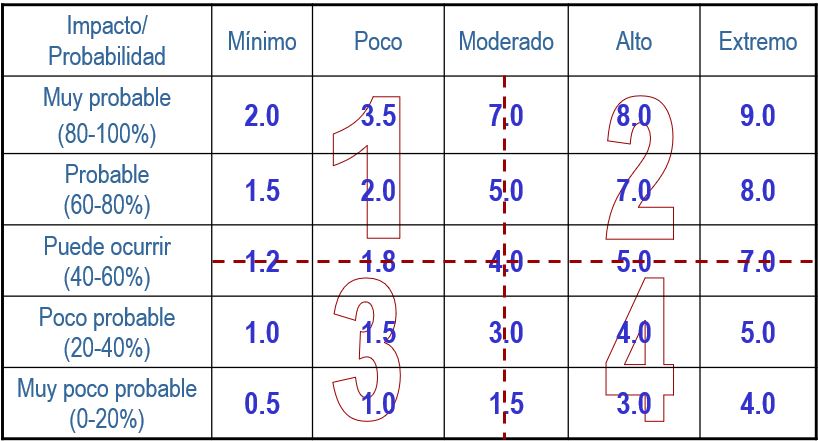 Impacto/
Probabilidad
Mínimo Poco Moderado Alto Extremo
Muy probable
(80-100%)
2.0 3.5 7.0 8.0 9.0
Probable
(60-80%)
1.5 2.0 5.0 7.0 8.0
1 2
Puede ocurrir
(40-60%)
1.2 1.8 4.0 5.0 7.0
Poco probable
(20-40%)
1.0 1.5 3.0 4.0 5.0
3 4
Muy poco probable
(0-20%)
0.5 1.0 1.5 3.0 4.0